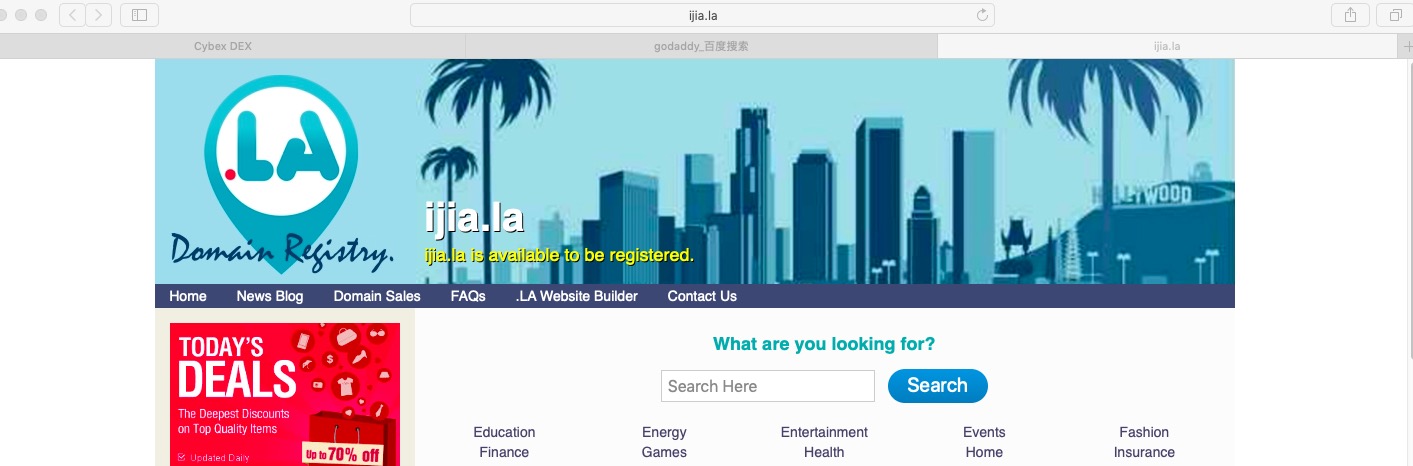 ijia.la
Cybex DEX
godaddy_百度搜索
ijia.la
.LA
Domain Registry.
HOLLYWOOD
ijia.la
ijia.la is available to be registered.
Home News Blog Domain Sales FAQs .LA Website Builder Contact Us
TODAY'S
DEALS
The Deepest Discounts
on Top Quality Items
Up to 70% off
Updated Daily
What are you looking for?
Search Here Search
Education Energy Entertainment Events Fashion
Finance Games Health Home Insurance